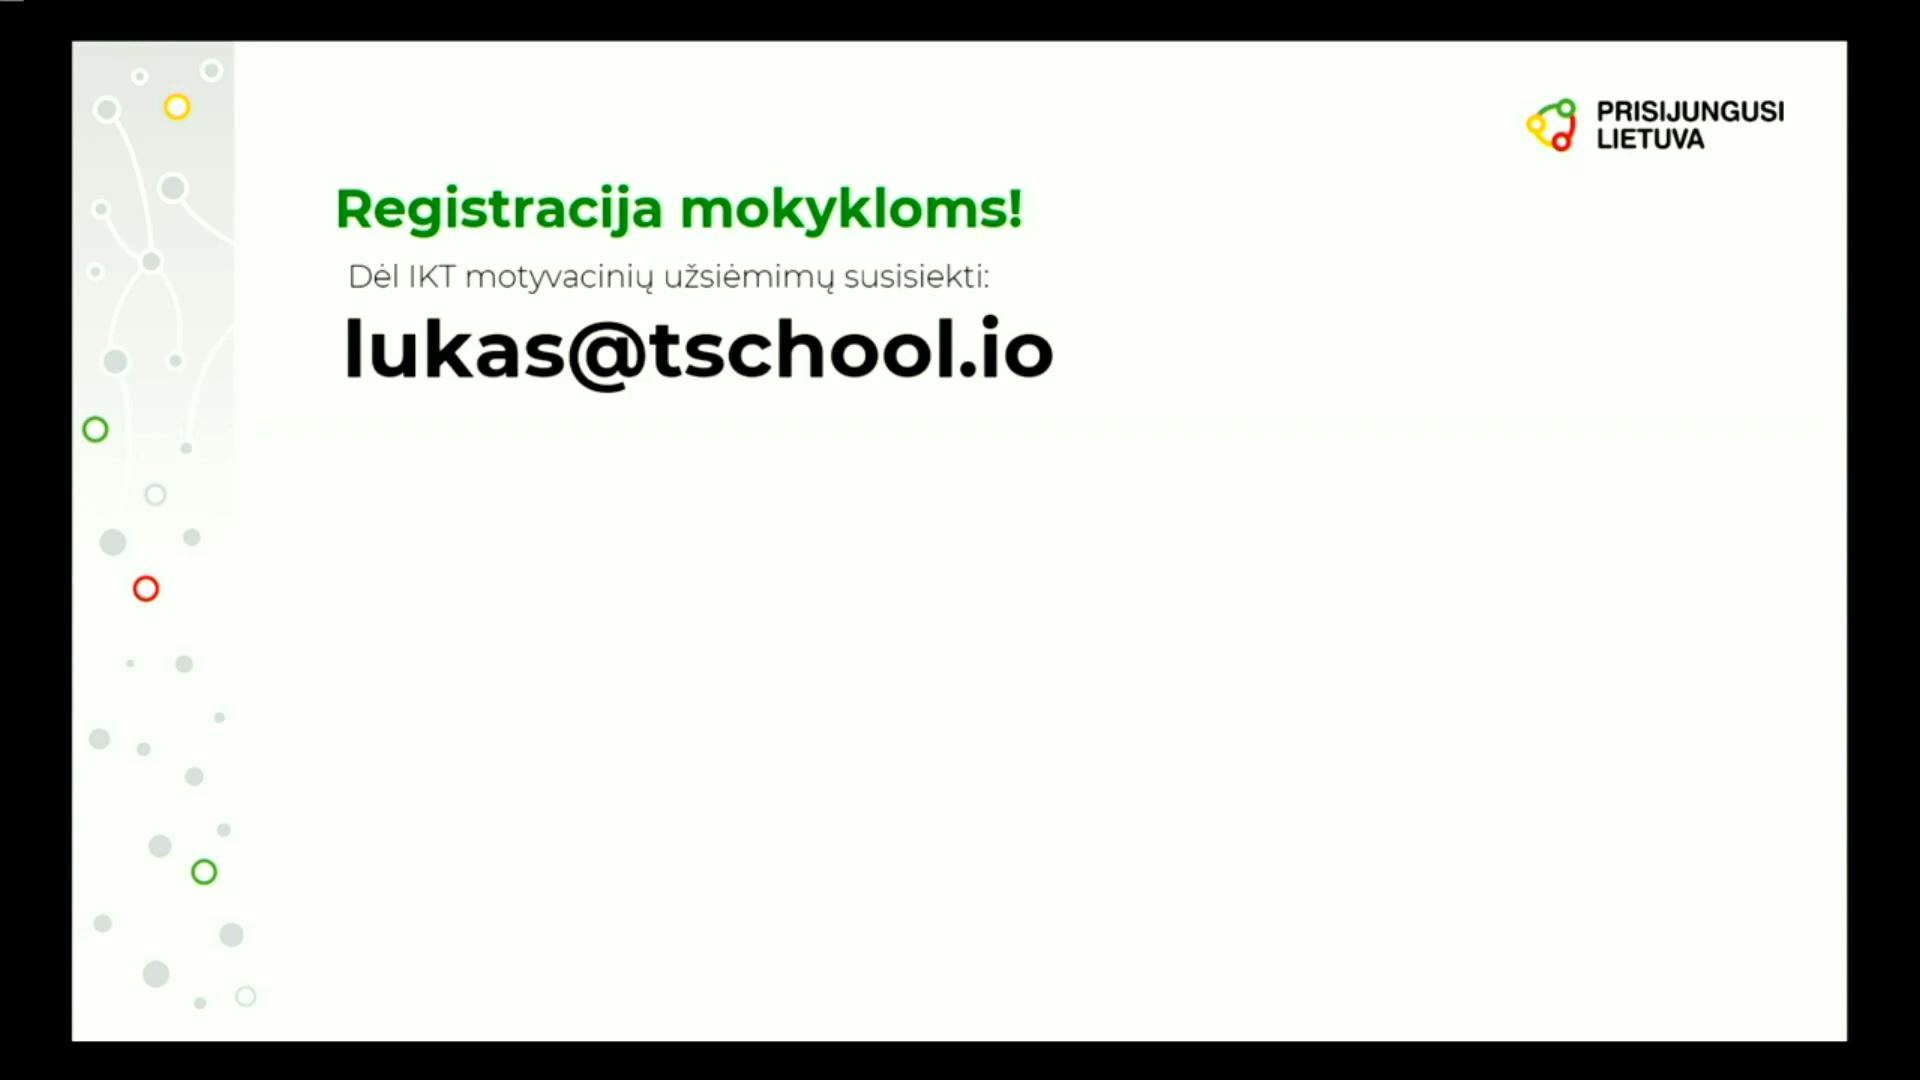 PRISIJUNGUSI
LIETUVA
Registracija mokykloms!
Dėl IKT motyvacinių užsiėmimų susisiekti:
lukas@tschool.io